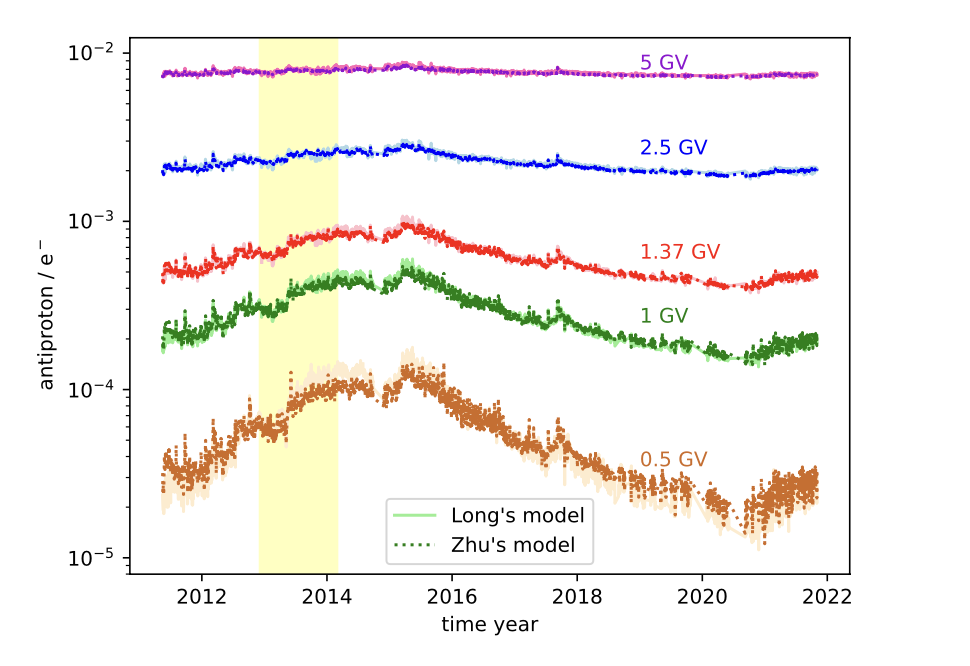 10⁻²
10⁻³
10⁻⁴
10⁻⁵
antiproton / e⁻
5 GV
2.5 GV
1.37 GV
1 GV
0.5 GV
Long's model
Zhu's model
2012 2014 2016 2018 2020 2022
time year